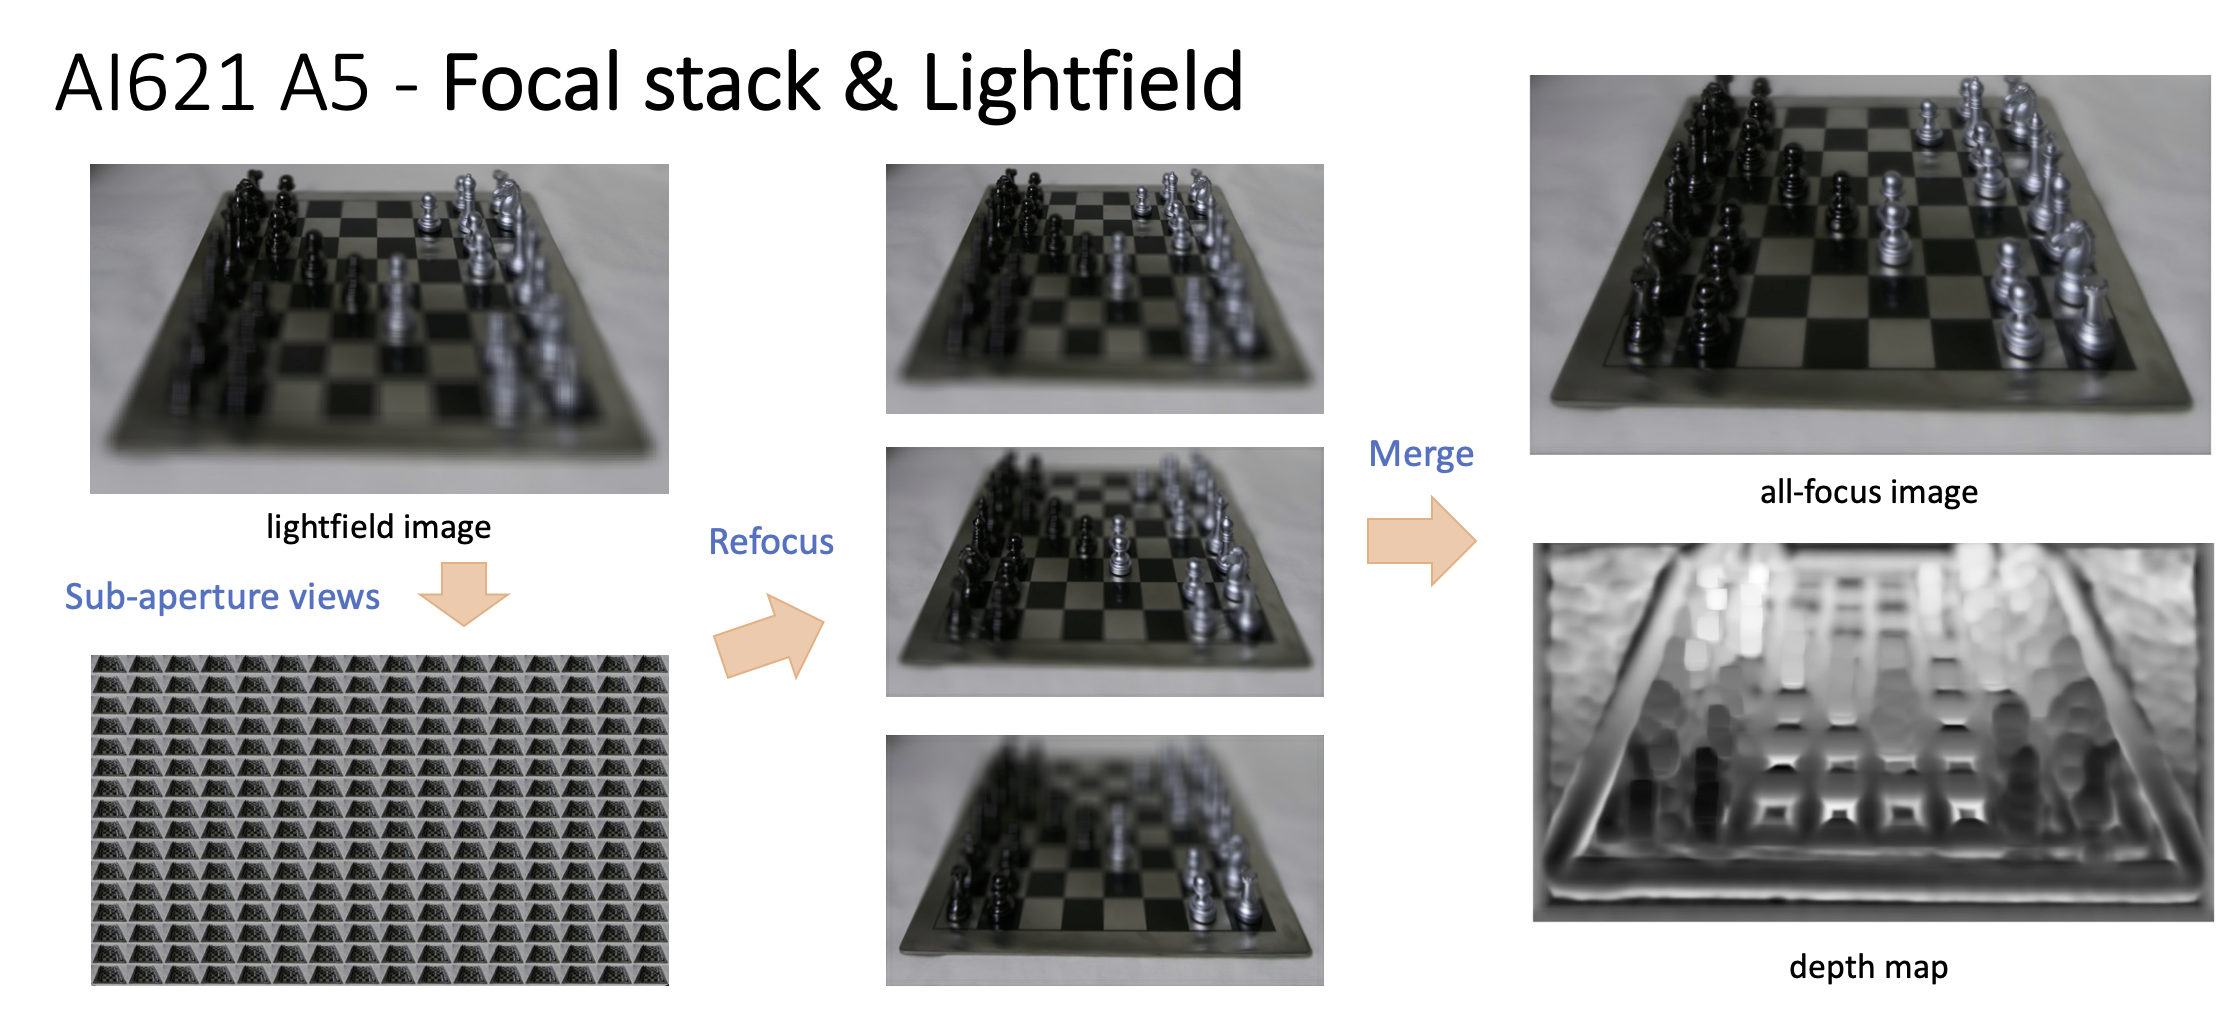 AI621 A5 - Focal stack & Lightfield
lightfield image
Sub-aperture views
Refocus
Merge
all-focus image
depth map